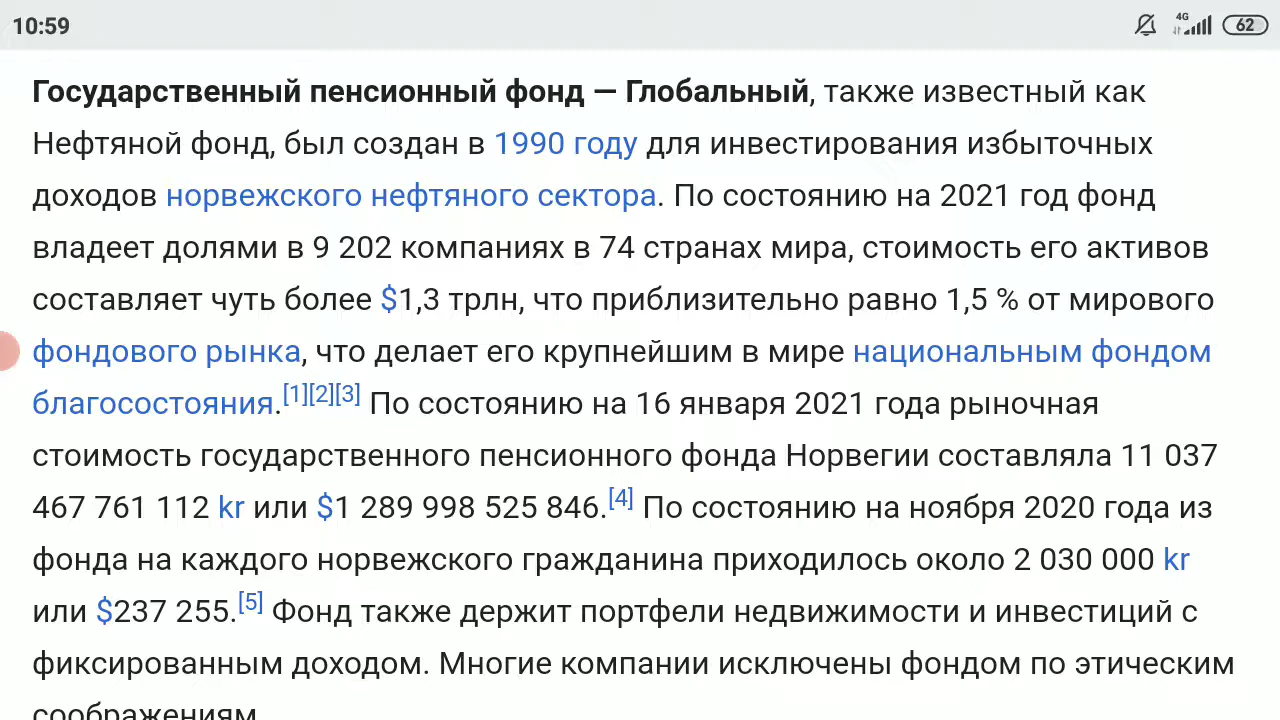 10:59
4G
62
Государственный пенсионный фонд — Глобальный, также известный как
Нефтяной фонд, был создан в 1990 году для инвестирования избыточных
доходов норвежского нефтяного сектора. По состоянию на 2021 год фонд
владеет долями в 9 202 компаниях в 74 странах мира, стоимость его активов
составляет чуть более $1,3 трлн, что приблизительно равно 1,5 % от мирового
фондового рынка, что делает его крупнейшим в мире национальным фондом
благосостояния.[1][2][3] По состоянию на 16 января 2021 года рыночная
стоимость государственного пенсионного фонда Норвегии составляла 11 037
467 761 112 kr или $1 289 998 525 846.[4] По состоянию на ноября 2020 года из
фонда на каждого норвежского гражданина приходилось около 2 030 000 kr
или $237 255.[5] Фонд также держит портфели недвижимости и инвестиций с
фиксированным доходом. Многие компании исключены фондом по этическим
соображениям